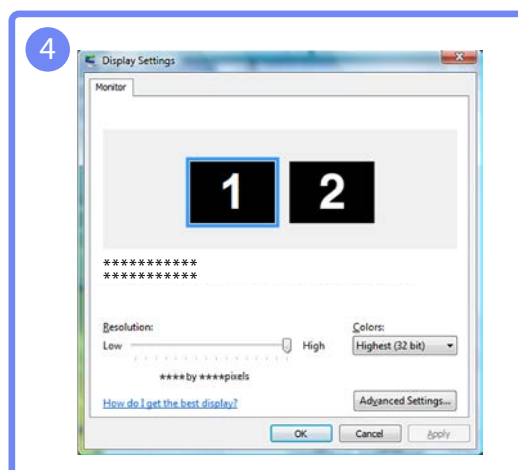 4
Display Settings
Monitor
1 2
***********
***********
Resolution: Colors:
Low High Highest (32 bit)
****by ****pixels
How do I get the best display? Advanced Settings...
OK Cancel Apply